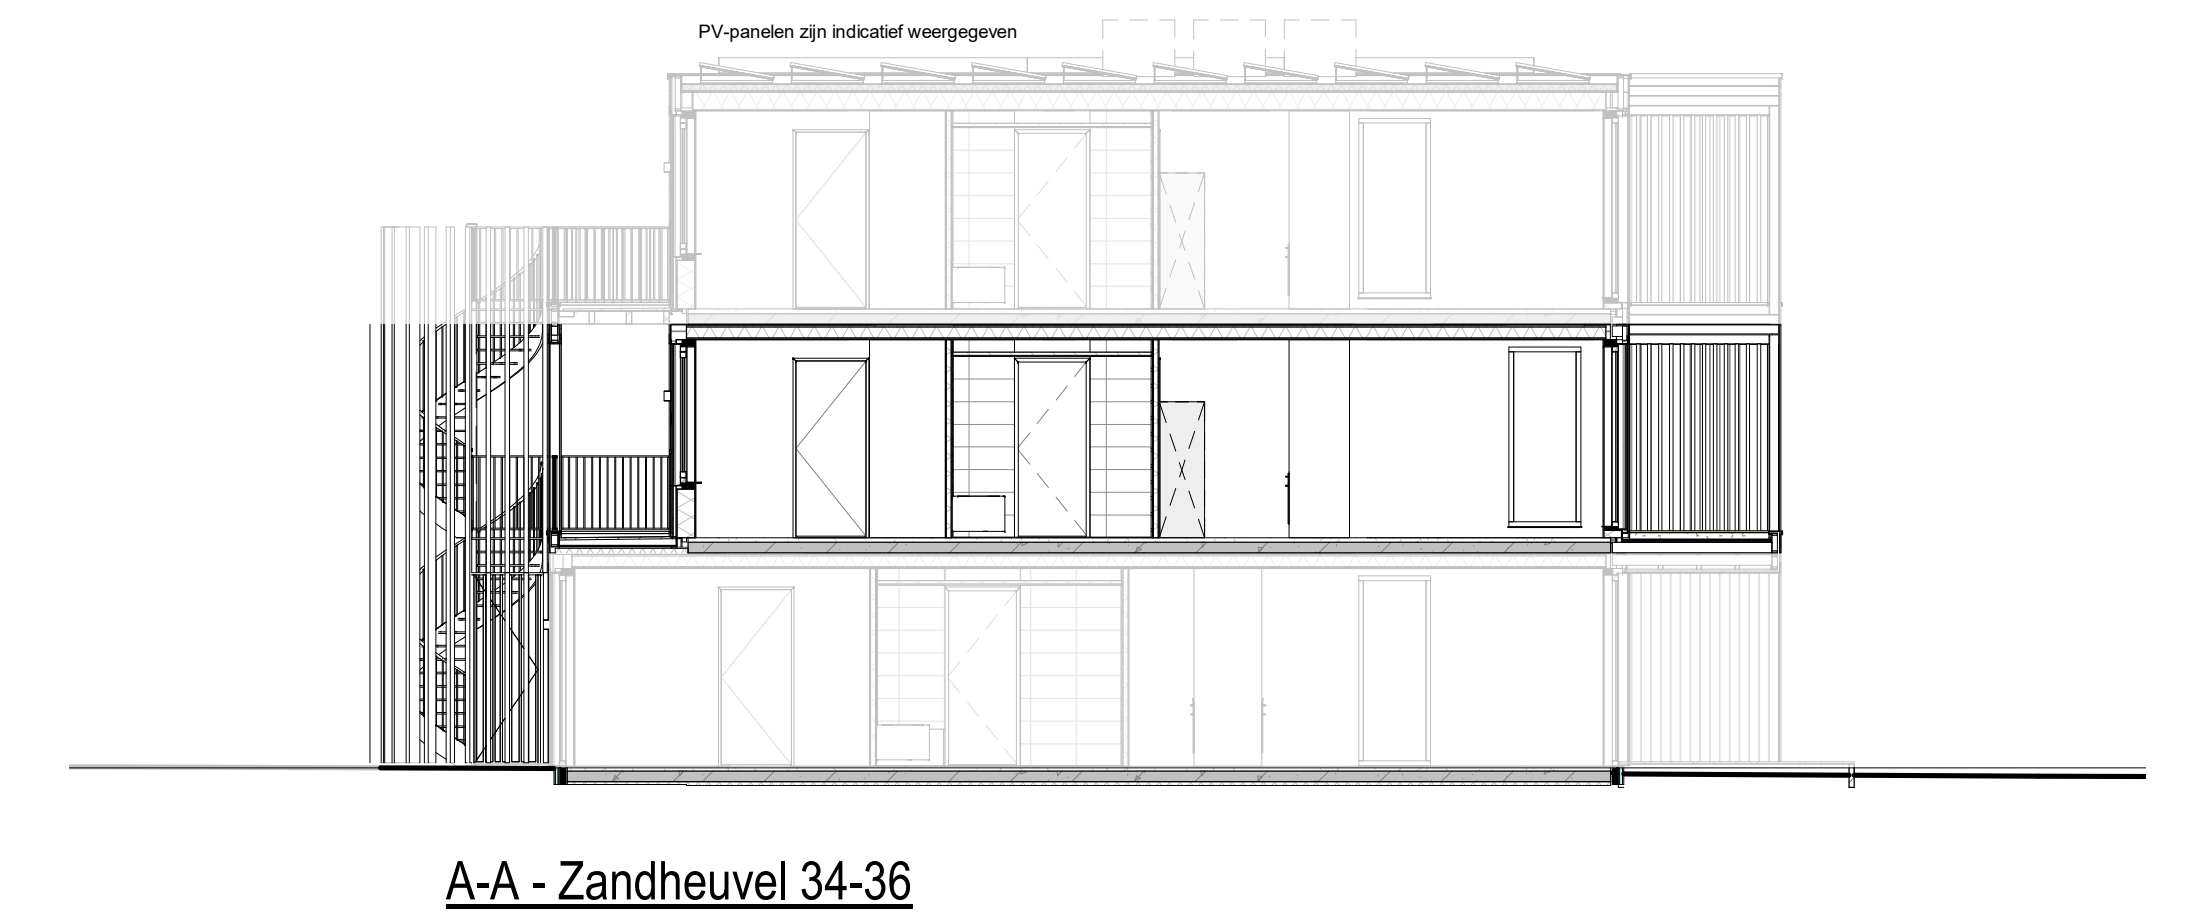 PV-panelen zijn indicatief weergegeven
A-A - Zandheuvel 34-36